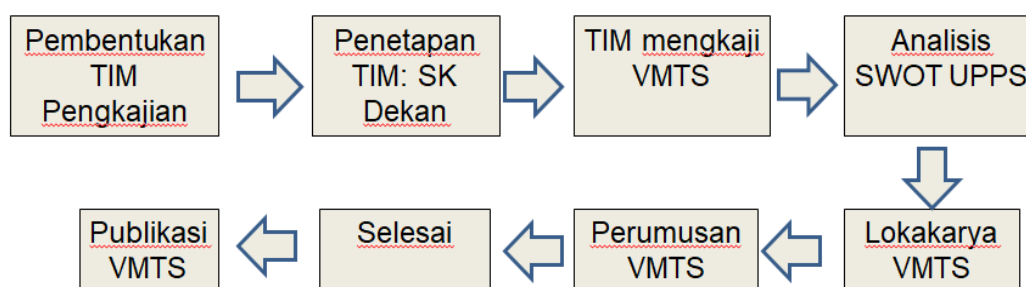 Pembentukan
TIM
Pengkajian
Penetapan
TIM: SK
Dekan
TIM mengkaji
VMTS
Analisis
SWOT UPPS
Lokakarya
VMTS
Perumusan
VMTS
Selesai
Publikasi
VMTS